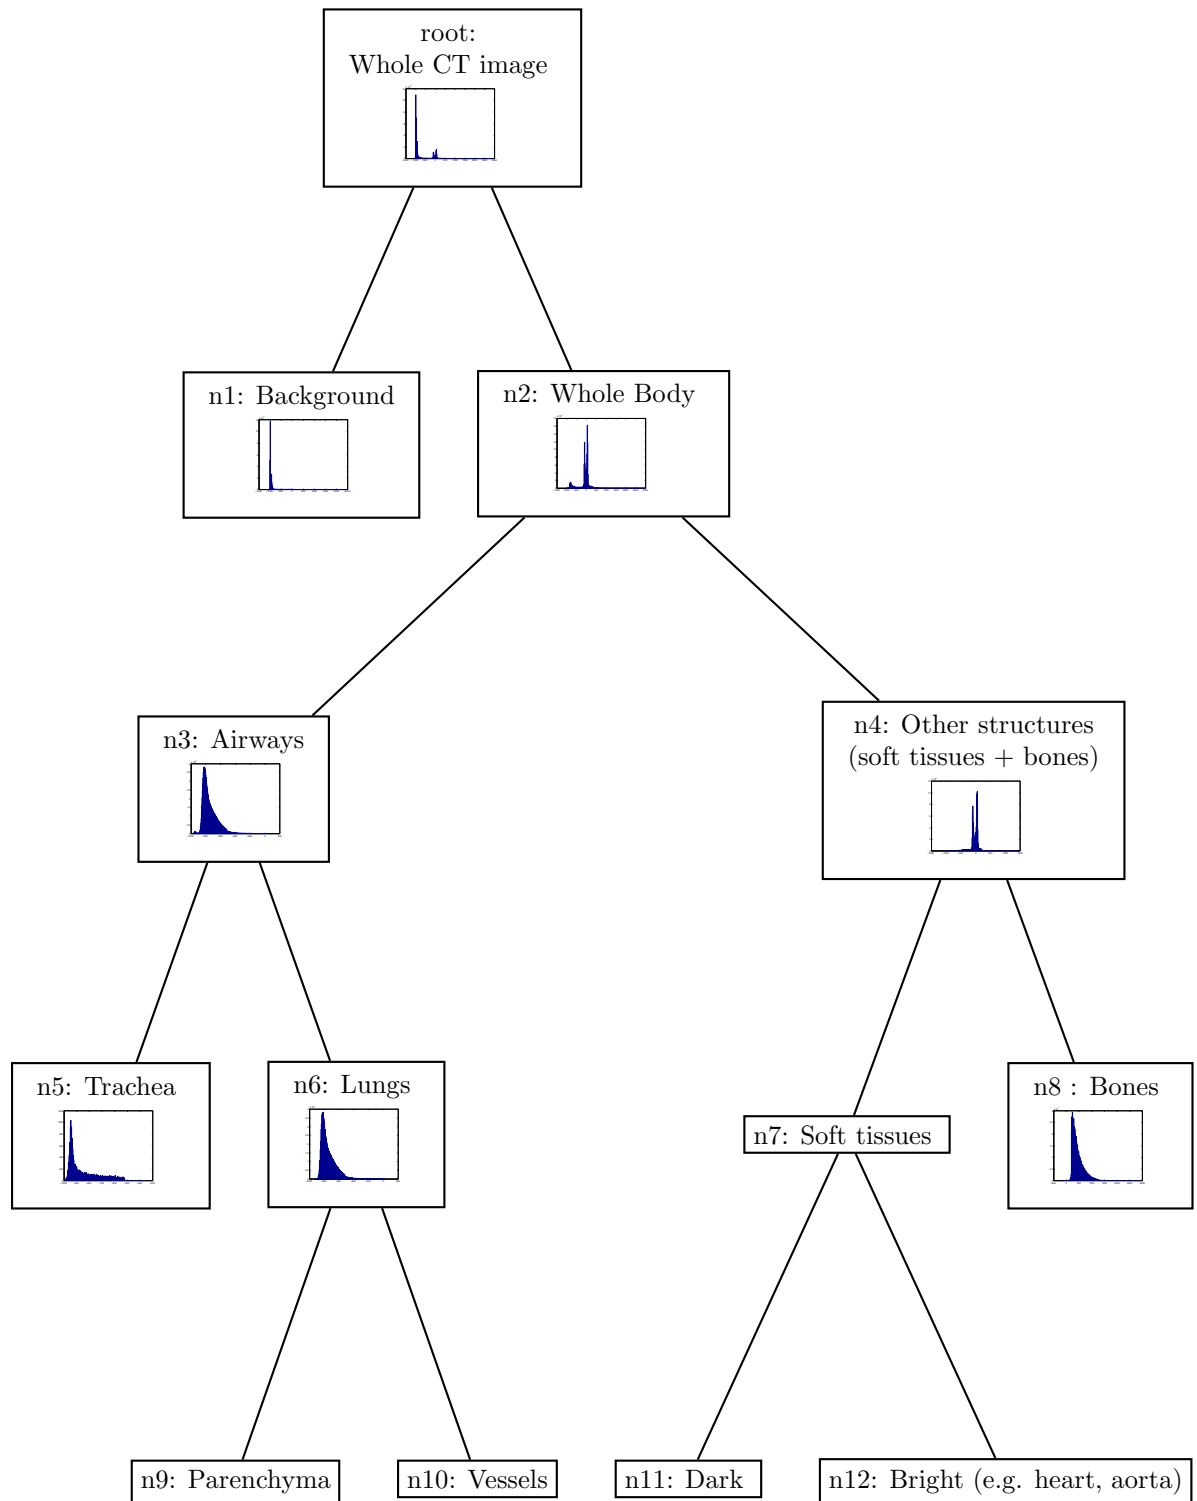 root:
Whole CT image
n1: Background
n2: Whole Body
n3: Airways
n4: Other structures
(soft tissues + bones)
n5: Trachea
n6: Lungs
n7: Soft tissues
n8 : Bones
n9: Parenchyma
n10: Vessels
n11: Dark
n12: Bright (e.g. heart, aorta)